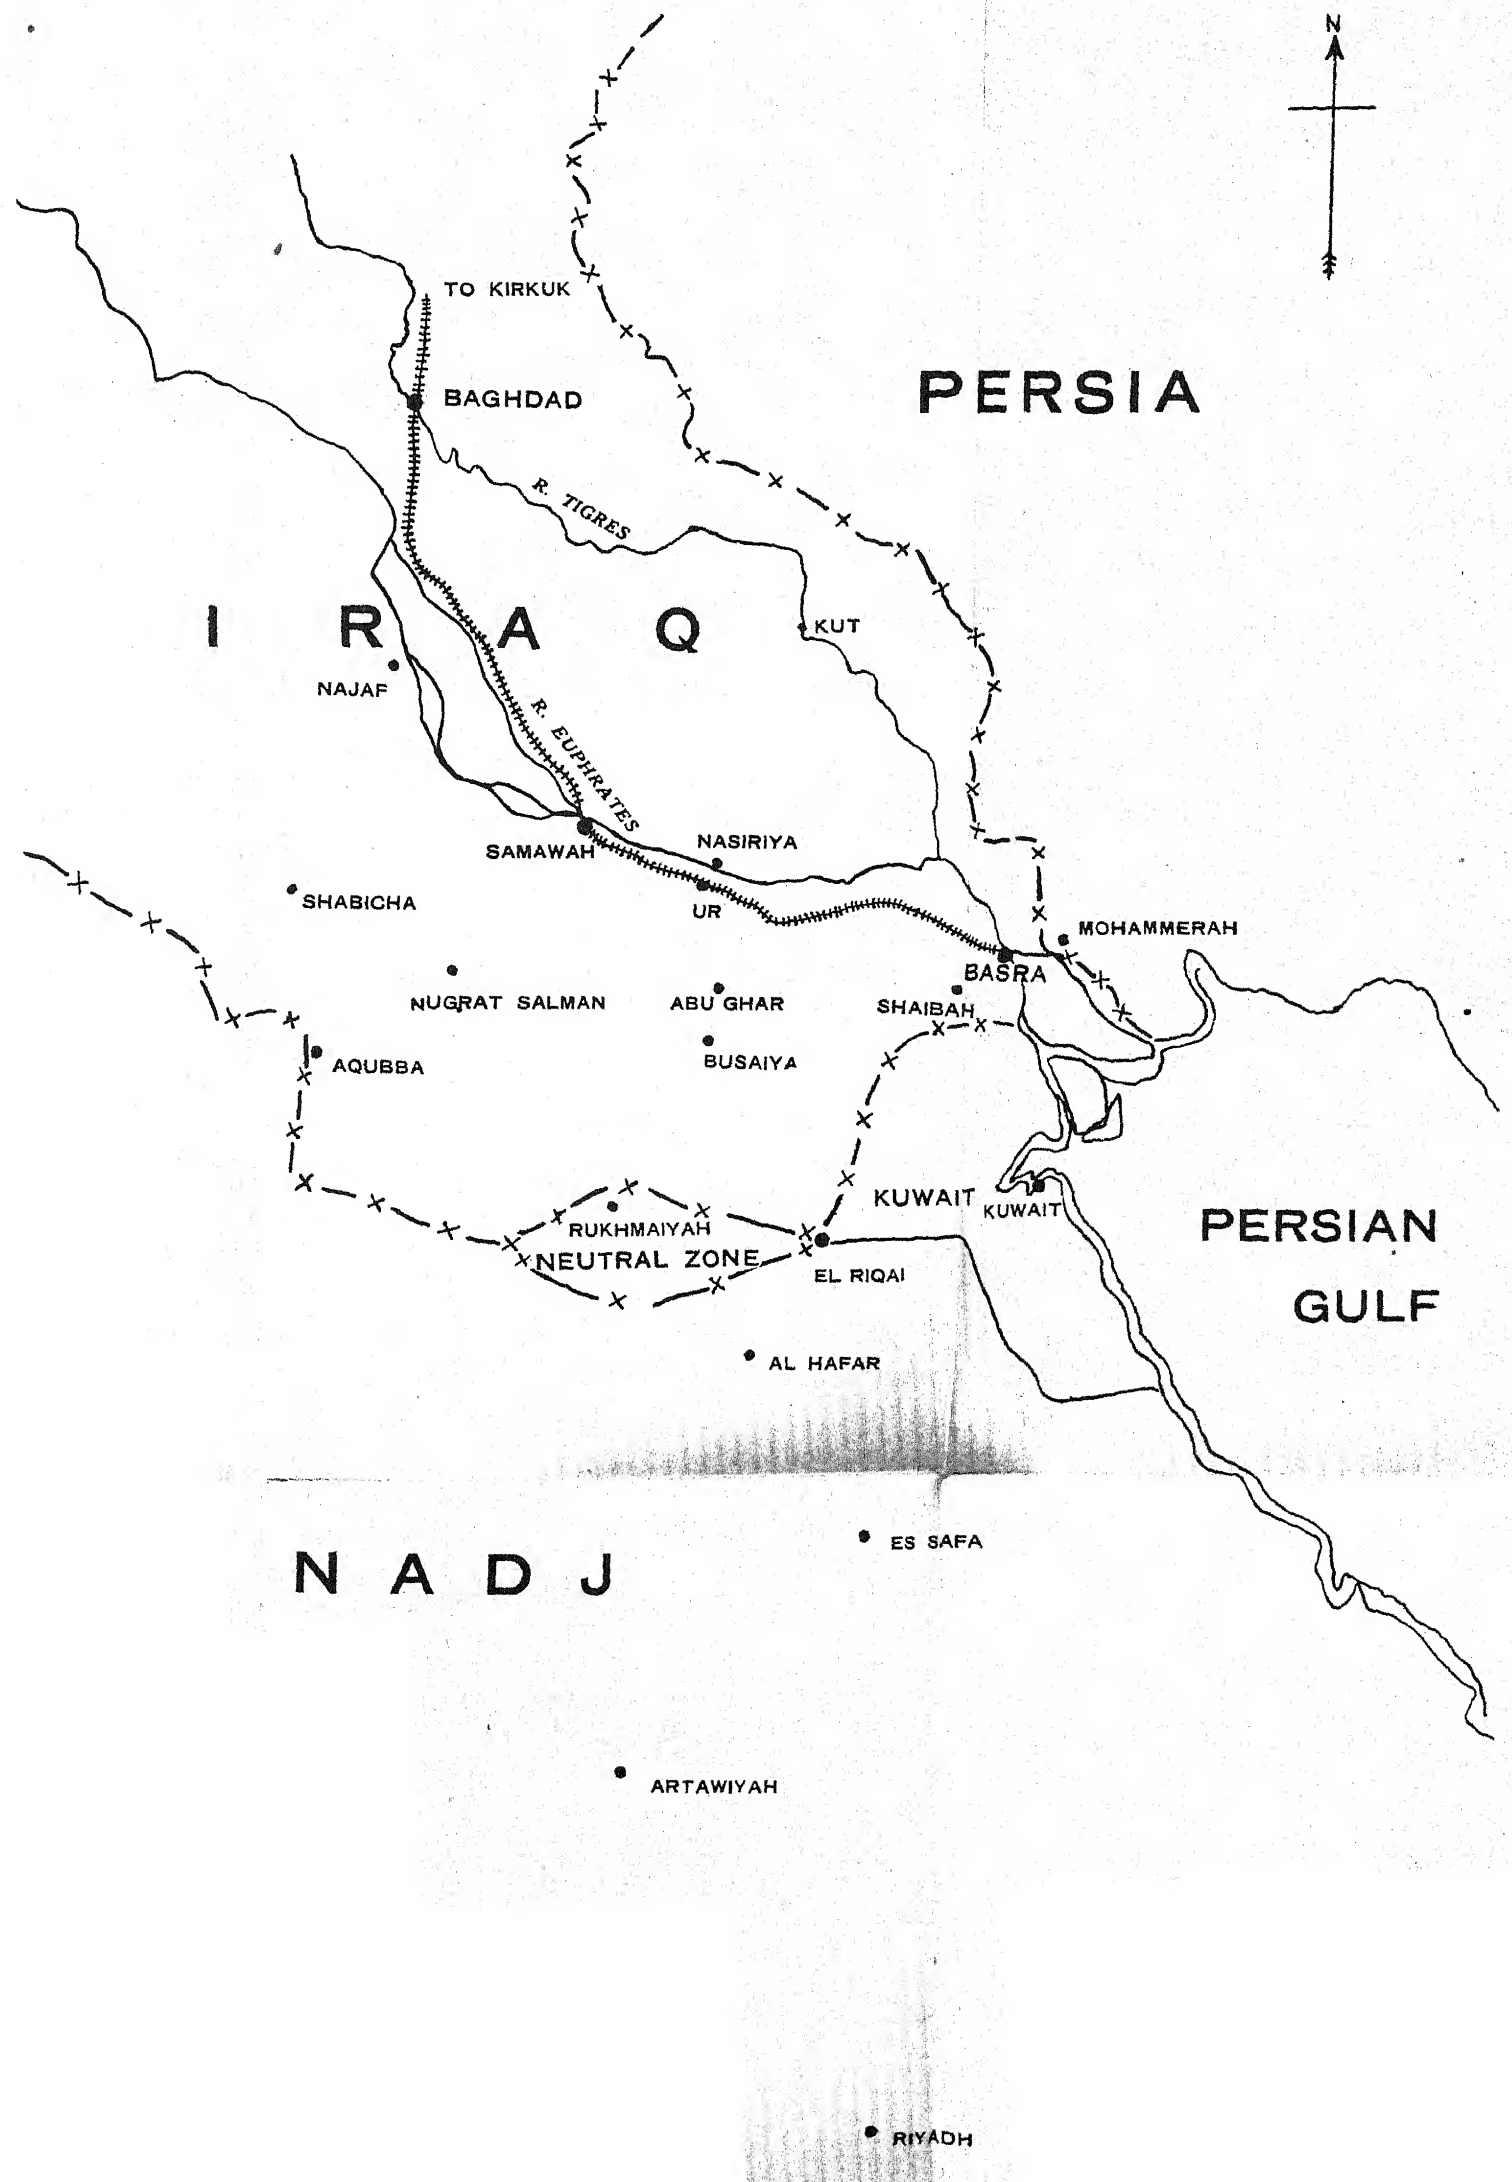 N
TO KIRKUK
BAGHDAD
PERSIA
R. TIGRES
I R A Q
KUT
NAJAF
R. EUPHRATES
SAMAWAH
NASIRIYA
SHABICHA
UR
MOHAMMERAH
BASRA
NUGRAT SALMAN
ABU GHAR
SHAIBAH
BUSAIYA
AQUBBA
KUWAIT
KUWAIT
RUKHMAIYAH
PERSIAN
GULF
NEUTRAL ZONE
EL RIQAI
AL HAFAR
ES SAFA
N A D J
ARTAWIYAH
RIYADH